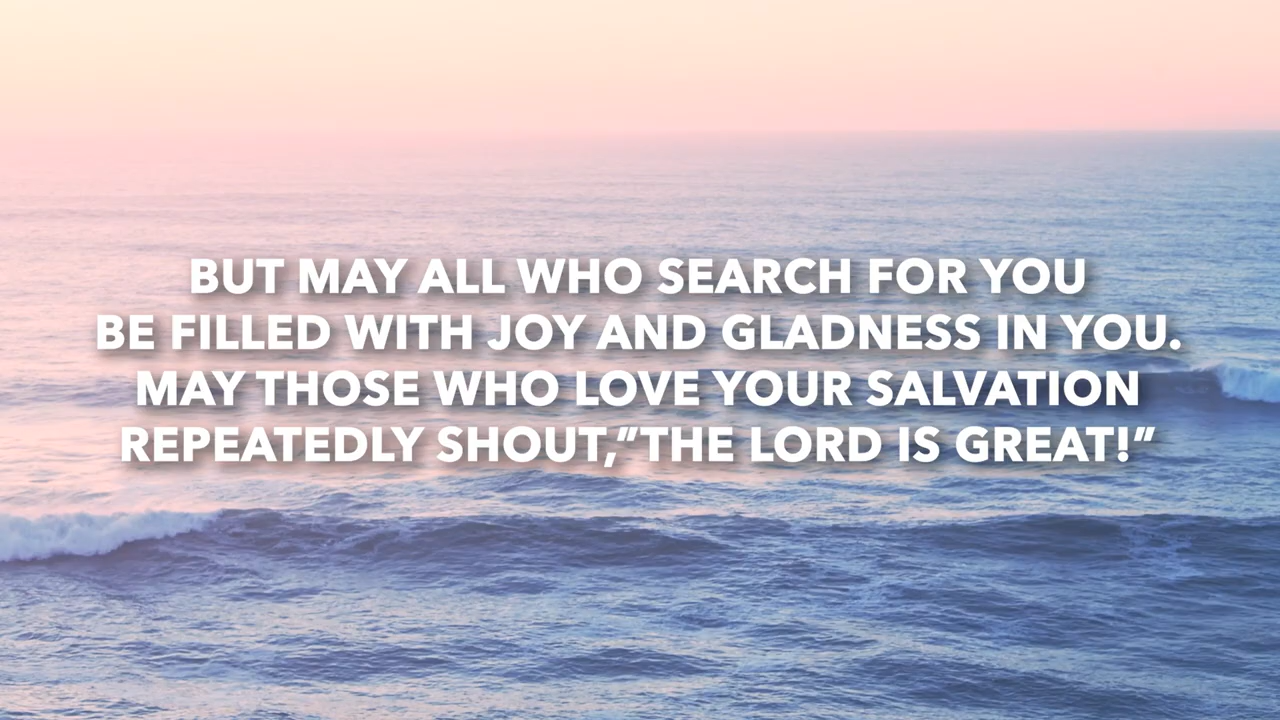 BUT MAY ALL WHO SEARCH FOR YOU
BE FILLED WITH JOY AND GLADNESS IN YOU.
MAY THOSE WHO LOVE YOUR SALVATION
REPEATEDLY SHOUT,"THE LORD IS GREAT!"